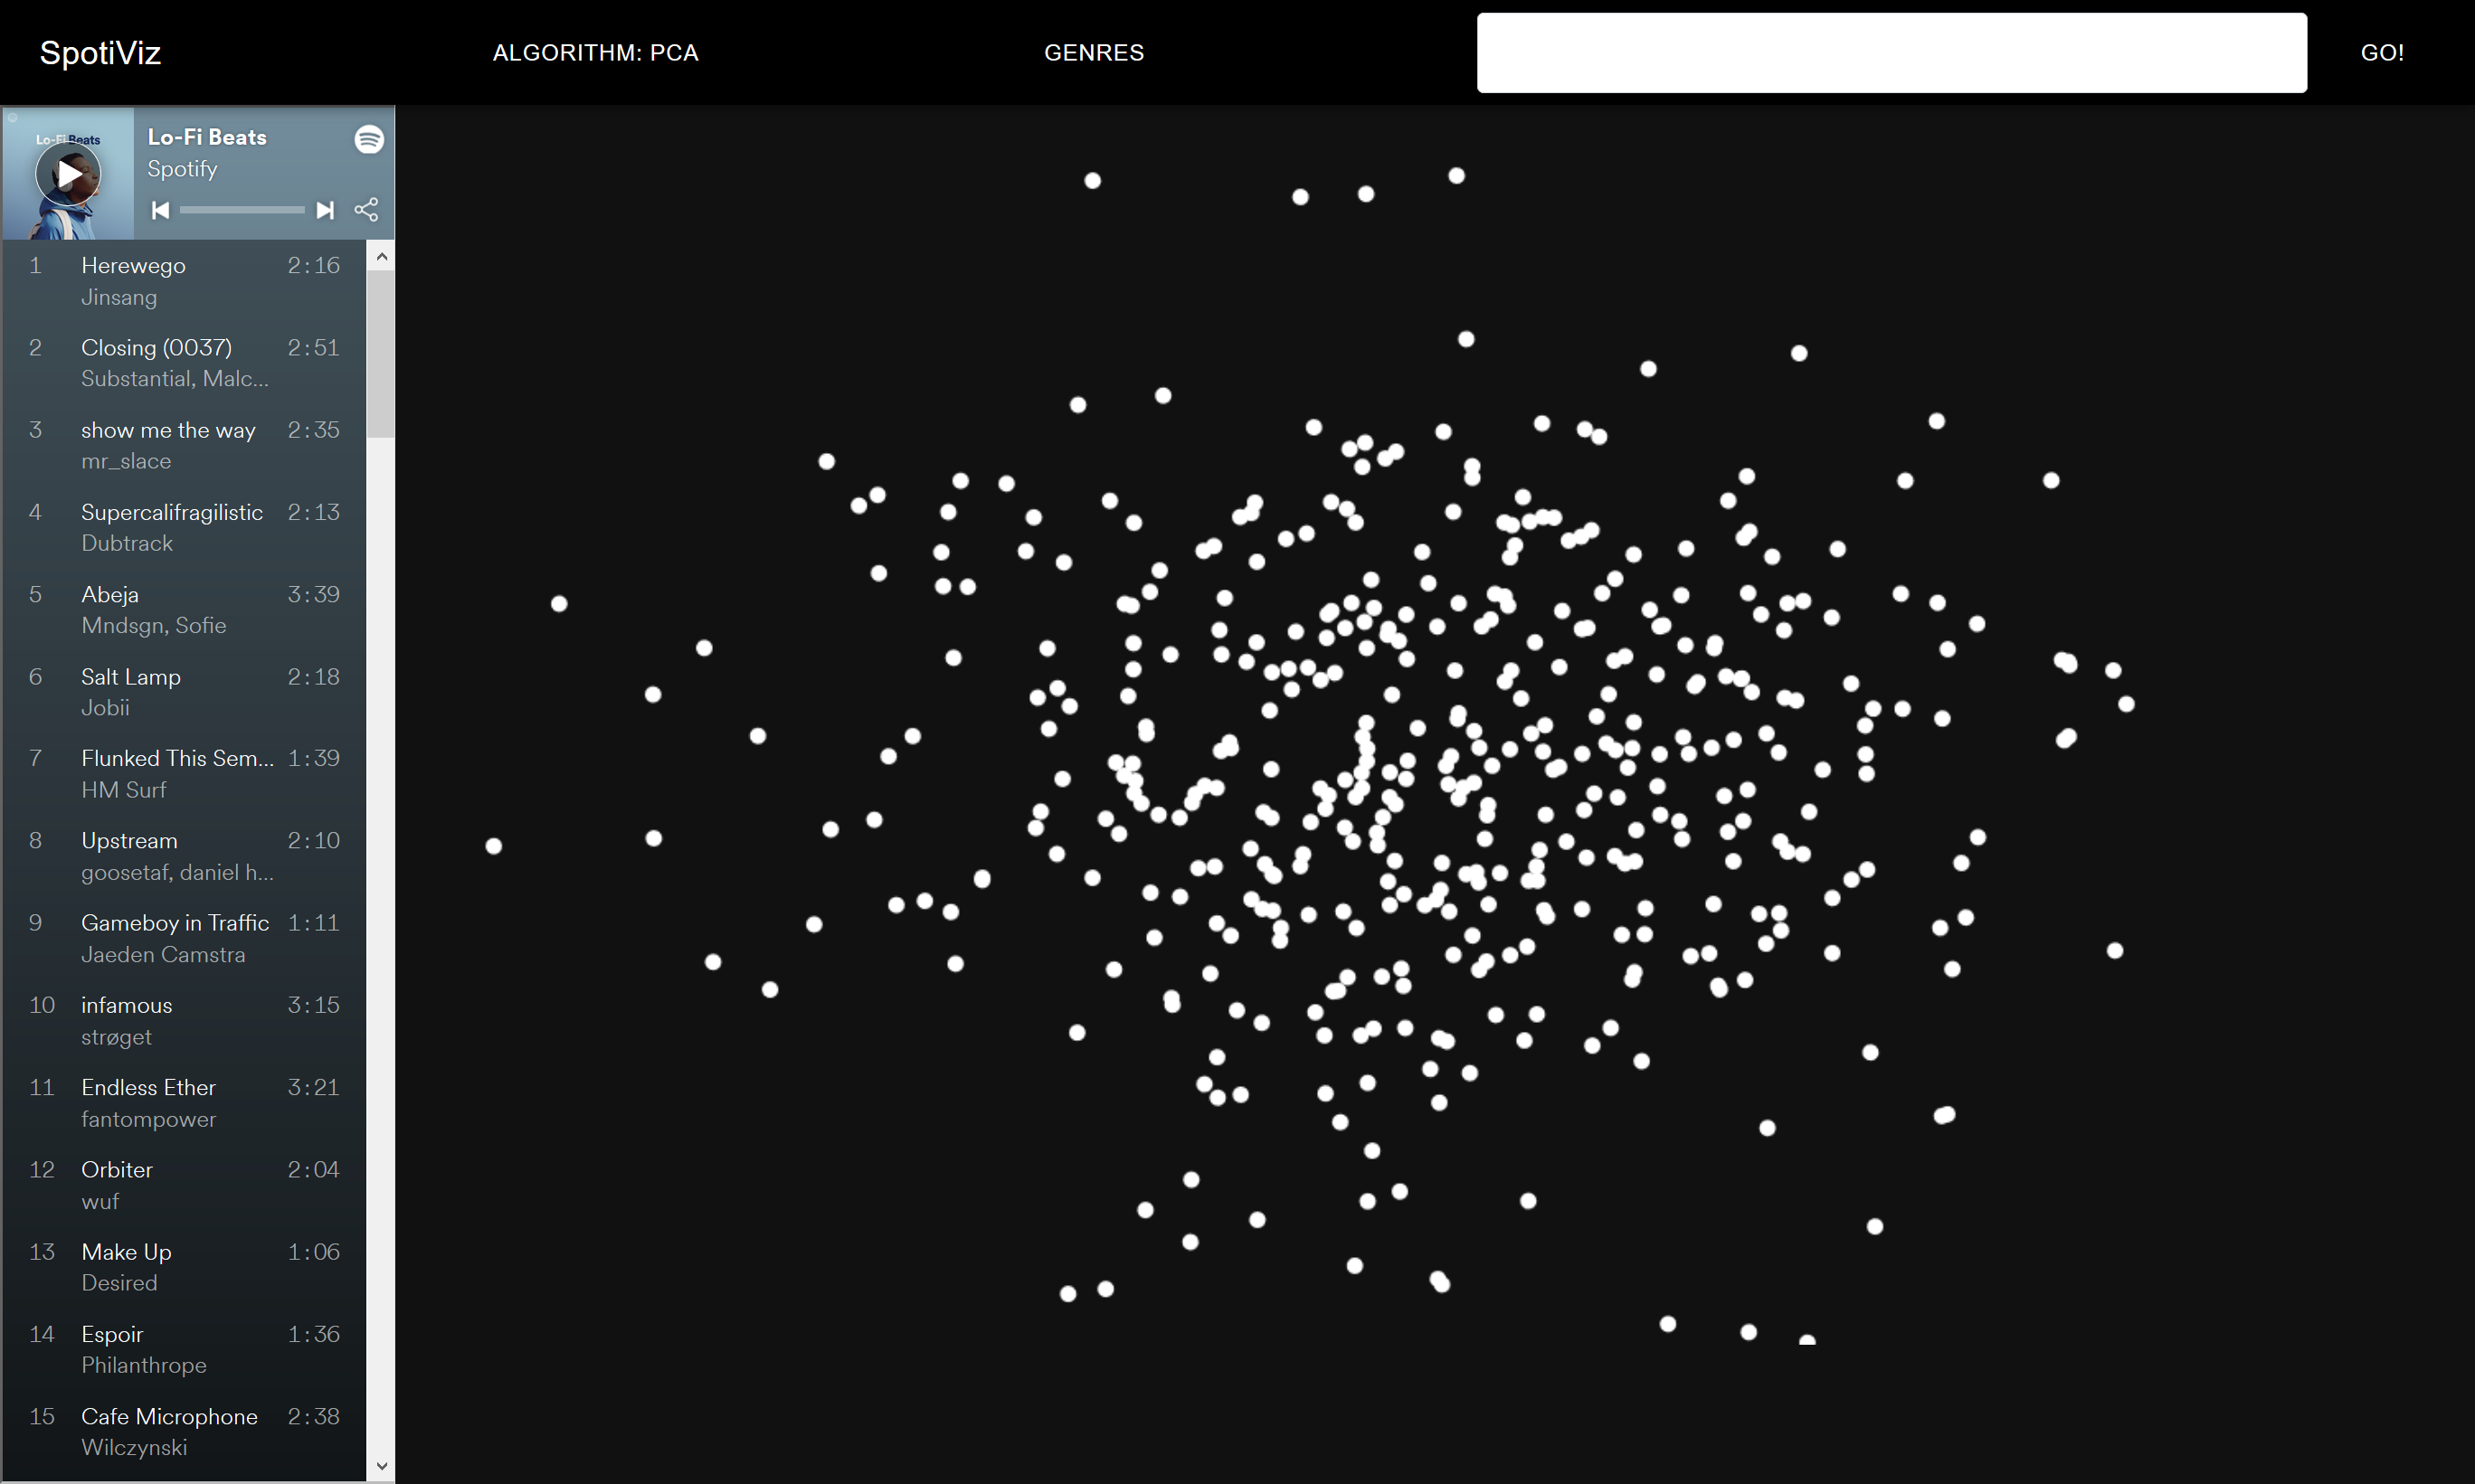 SpotiViz
ALGORITHM: PCA
GENRES
GO!
Lo-Fi Beats
Lo-Fi Beats
Spotify
1 Herewego 2:16
Jinsang
2 Closing (0037) 2:51
Substantial, Malc...
3 show me the way 2:35
mr_slace
4 Supercalifragilistic 2:13
Dubtrack
5 Abeja 3:39
Mndsgn, Sofie
6 Salt Lamp 2:18
Jobii
7 Flunked This Sem... 1:39
HM Surf
8 Upstream 2:10
goosetaf, daniel h...
9 Gameboy in Traffic 1:11
Jaeden Camstra
10 infamous 3:15
strøget
11 Endless Ether 3:21
fantompower
12 Orbiter 2:04
wuf
13 Make Up 1:06
Desired
14 Espoir 1:36
Philanthrope
15 Cafe Microphone 2:38
Wilczynski